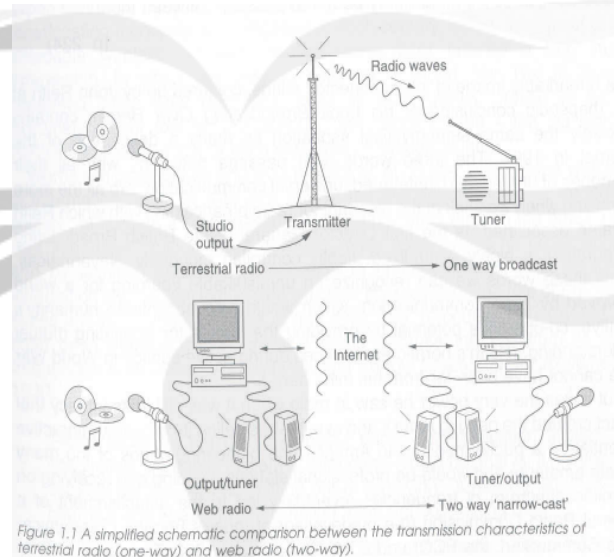 Radio waves
Studio
output
Transmitter
Tuner
Terrestrial radio
One way broadcast
The
Internet
Output/tuner
Tuner/output
Web radio
Two way 'narrow-cast'
Figure 1.1 A simplified schematic comparison between the transmission characteristics of
terrestrial radio (one-way) and web radio (two-way).